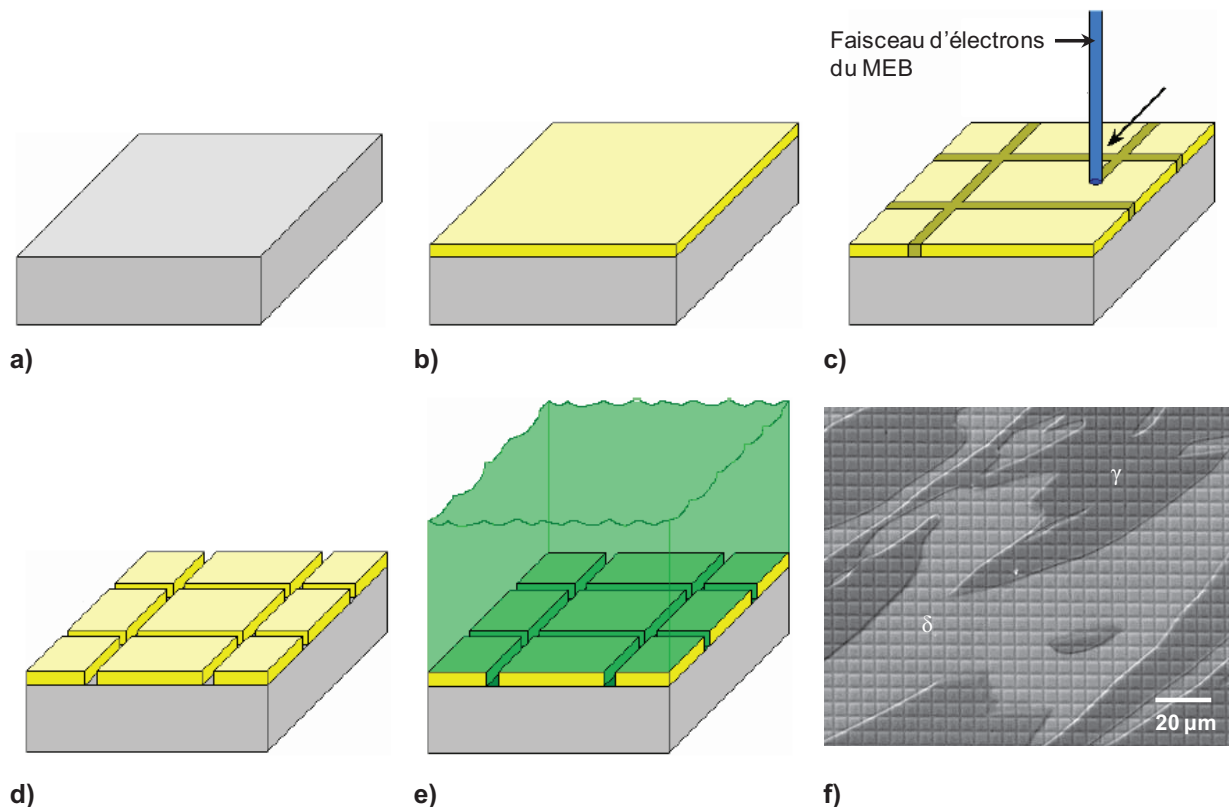 Faisceau d'électrons
du MEB
a)
b)
c)
γ
δ
20 µm
d)
e)
f)